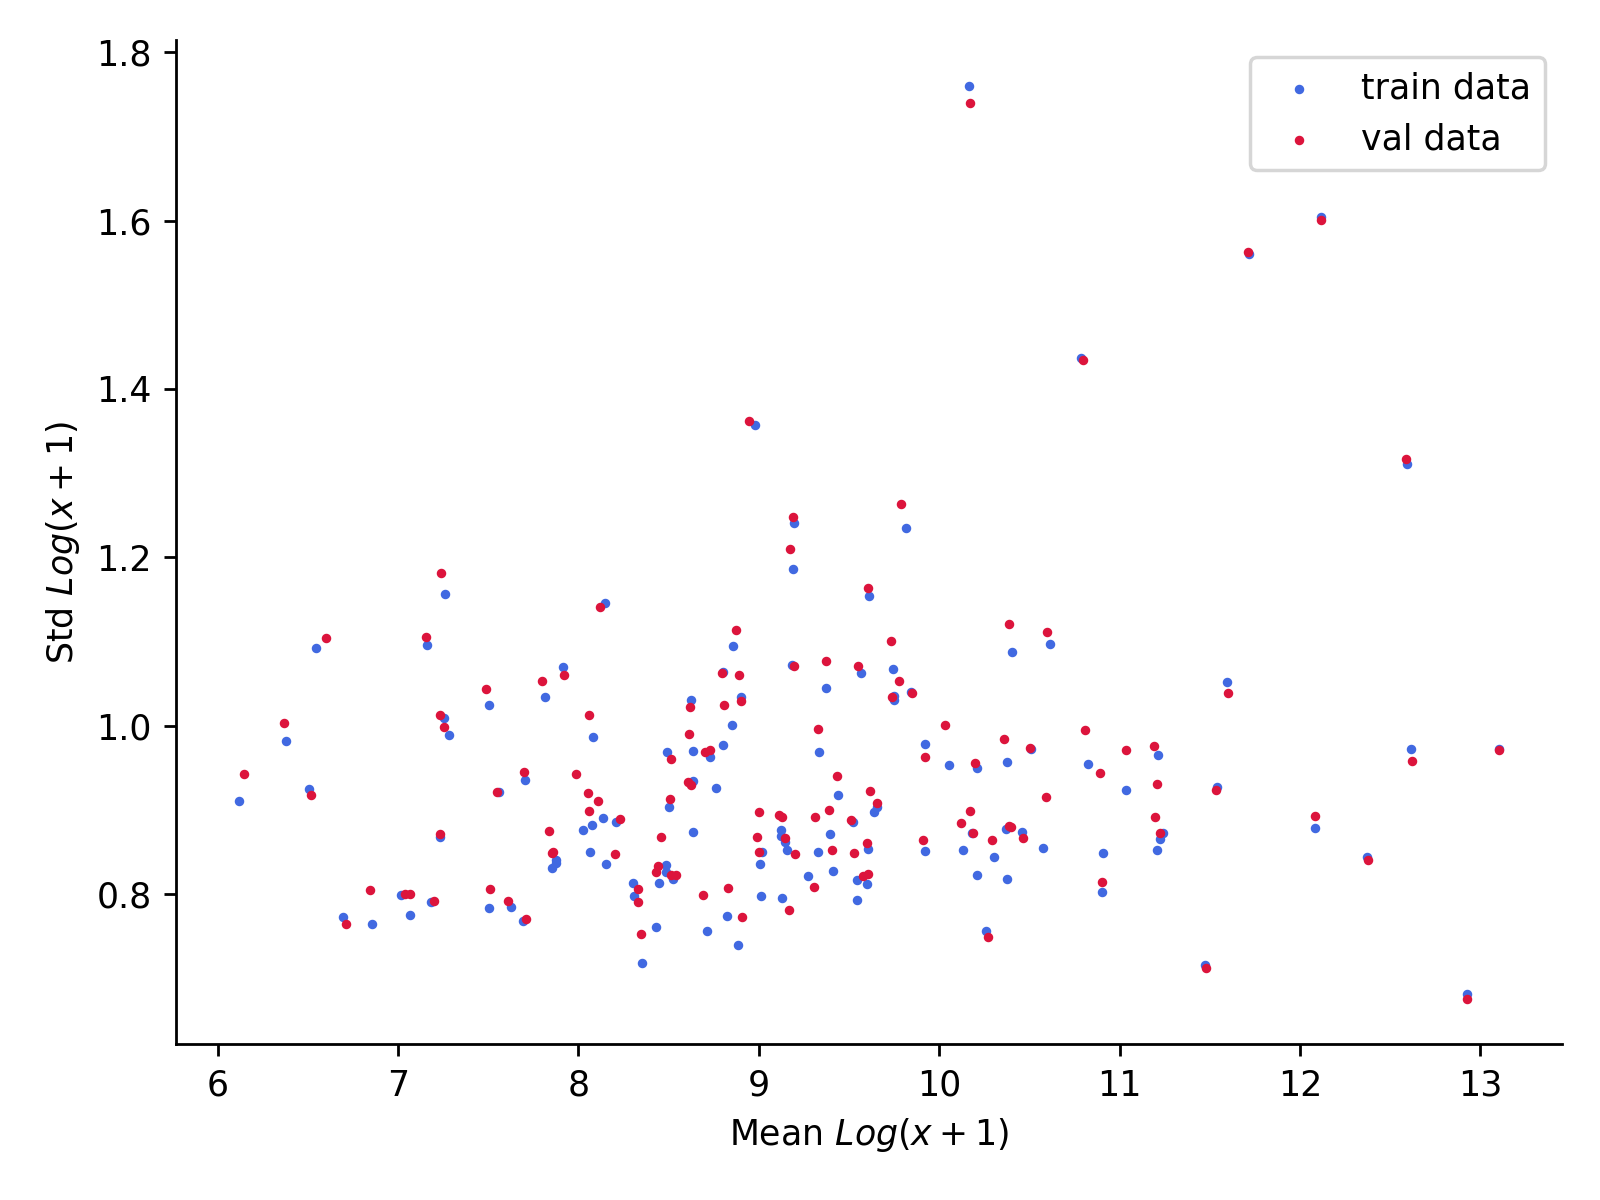 train data
val data
1.8
1.6
1.4
1.2
1.0
0.8
Std Log(x + 1)
6 7 8 9 10 11 12 13
Mean Log(x + 1)